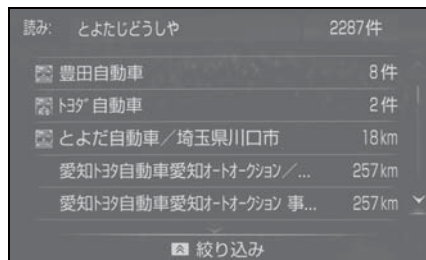 読み: とよたじどうしや 2287件
豊田自動車 8件
ﾄﾖﾀﾞ自動車 2件
とよだ自動車／埼玉県川口市 18km
愛知ﾄﾖﾀ自動車愛知ｵｰﾄｵｰｸｼｮﾝ／... 257km
愛知ﾄﾖﾀ自動車愛知ｵｰﾄｵｰｸｼｮﾝ 事... 257km
絞り込み